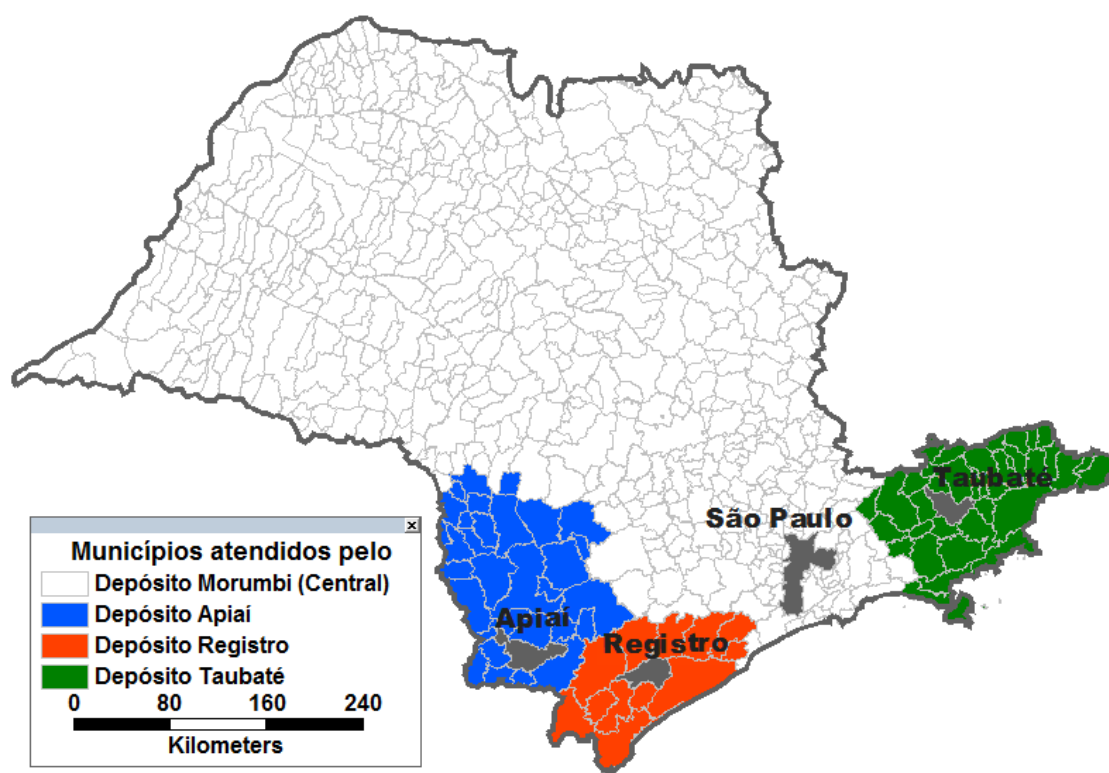 Taubaté
São Paulo
Apiaí
Registro
Municípios atendidos pelo
Depósito Morumbi (Central)
Depósito Apiaí
Depósito Registro
Depósito Taubaté
0 80 160 240
Kilometers